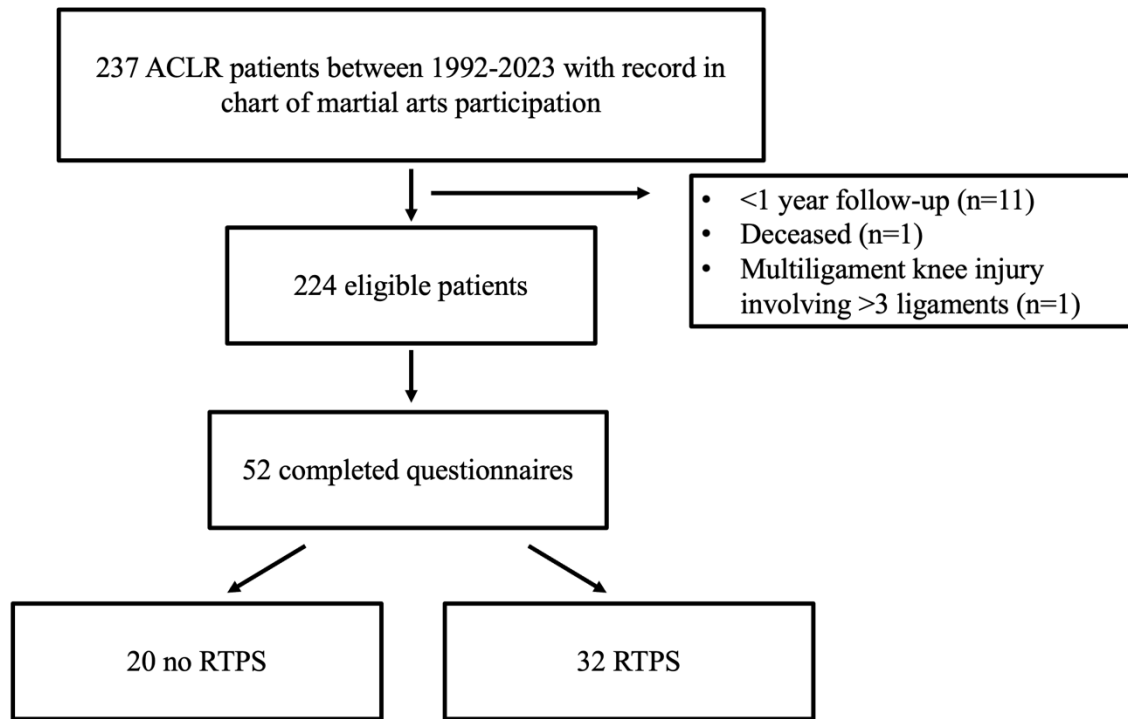 237 ACLR patients between 1992-2023 with record in
chart of martial arts participation
• <1 year follow-up (n=11)
• Deceased (n=1)
• Multiligament knee injury
involving >3 ligaments (n=1)
224 eligible patients
52 completed questionnaires
20 no RTPS
32 RTPS